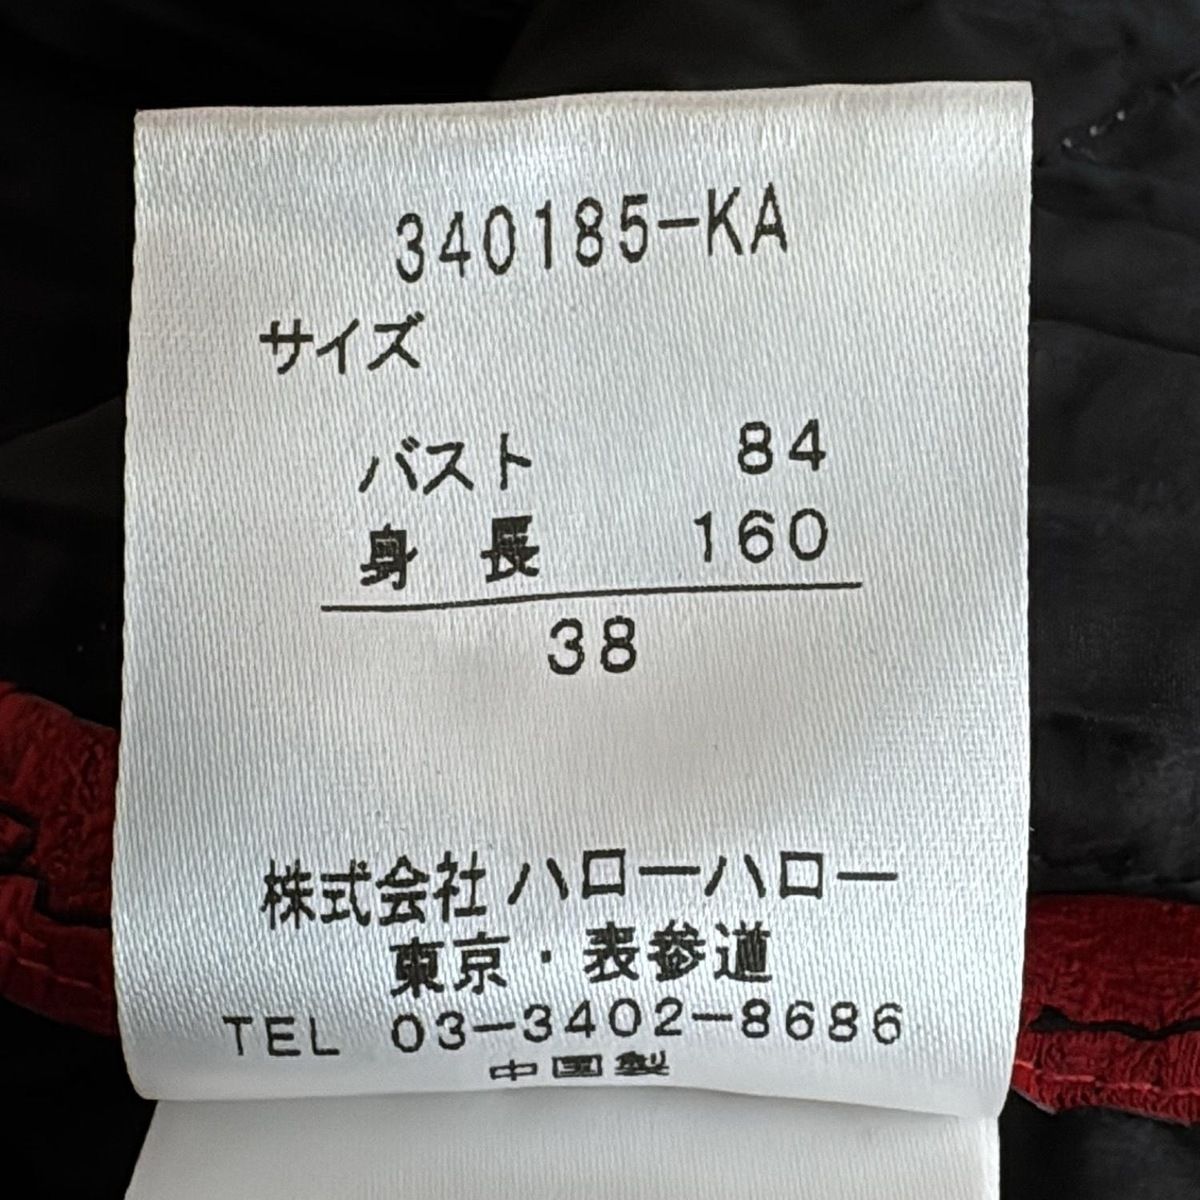 340185-KA
サイズ
バスト 84
身長 160
38
株式会社ハローハロー
東京・表参道
TEL 03-3402-8686
中国製